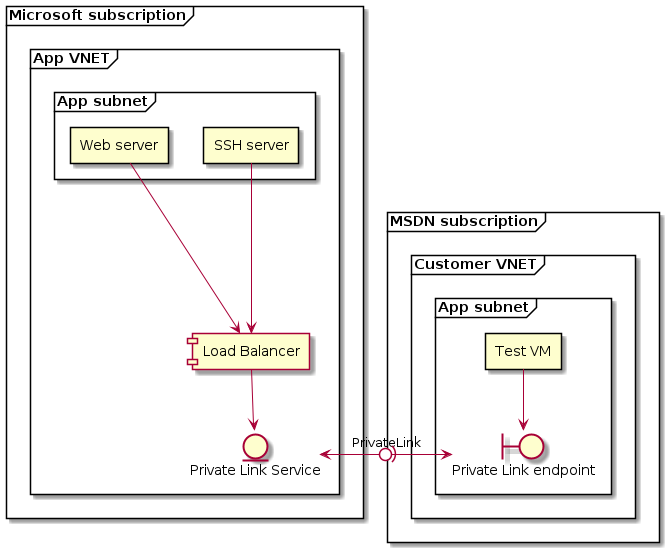 Microsoft subscription
App VNET
App subnet
Web server
SSH server
MSDN subscription
Customer VNET
App subnet
Load Balancer
Test VM
PrivateLink
Private Link Service
Private Link endpoint